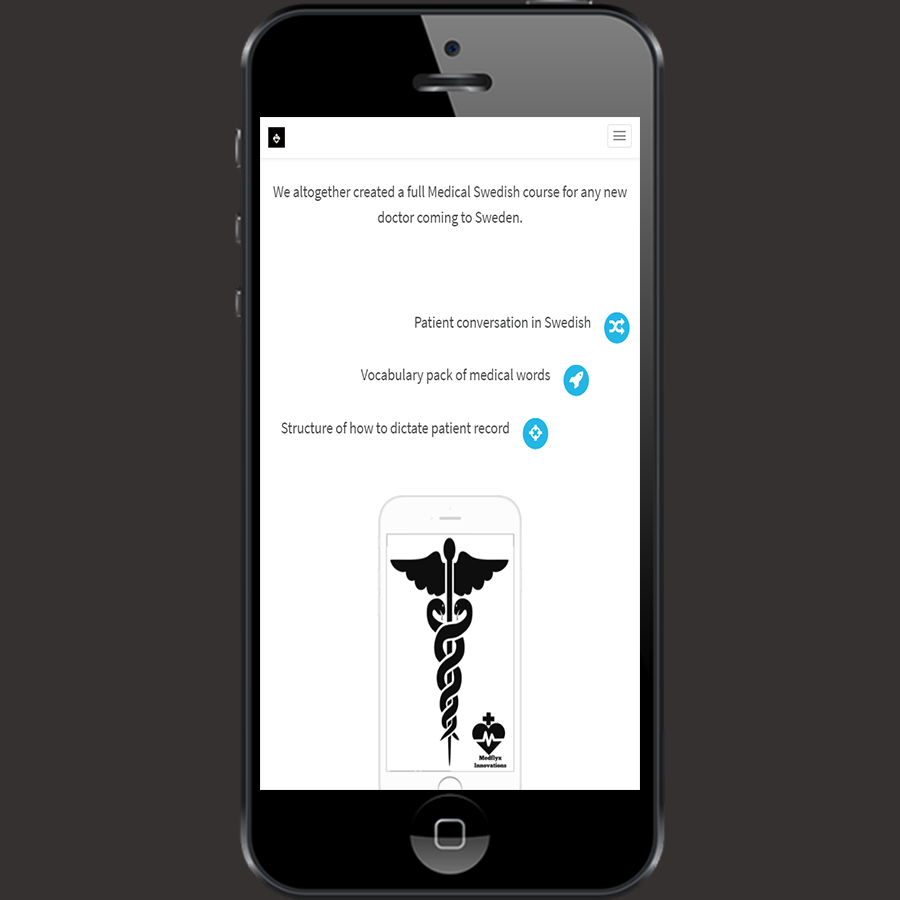 We altogether created a full Medical Swedish course for any new
doctor coming to Sweden.
Patient conversation in Swedish
Vocabulary pack of medical words
Structure of how to dictate patient record
Medflyx
Innovations